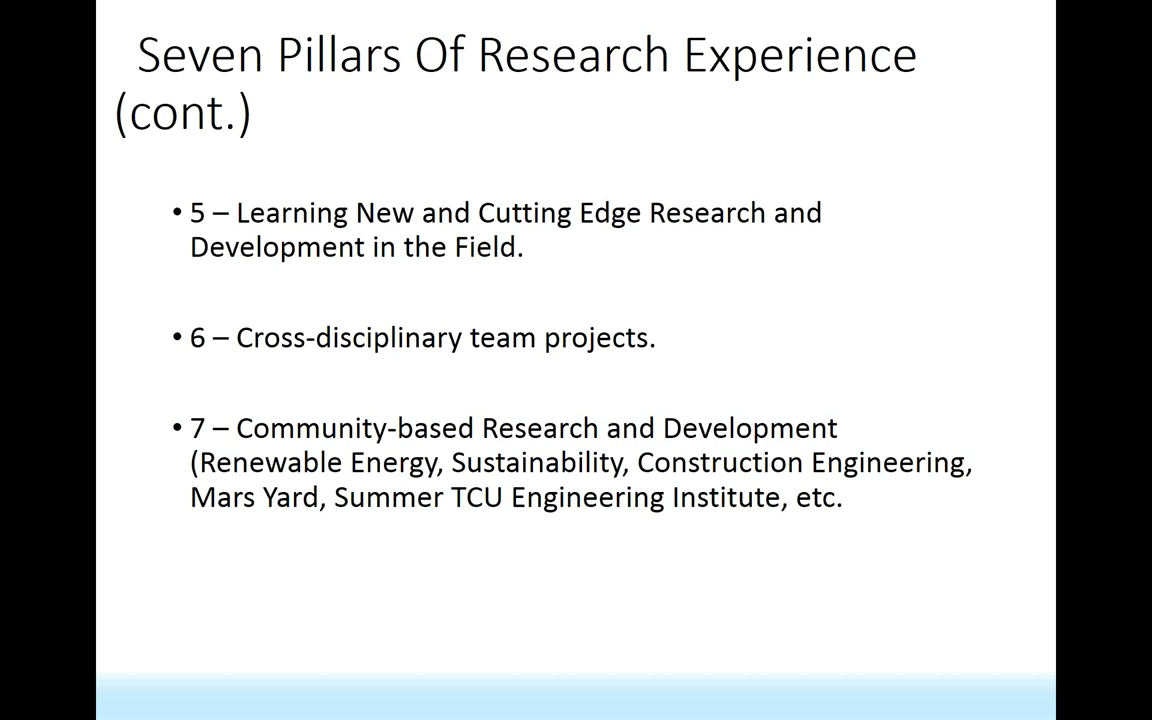 Seven Pillars Of Research Experience
(cont.)
• 5 – Learning New and Cutting Edge Research and
Development in the Field.
• 6 – Cross-disciplinary team projects.
• 7 – Community-based Research and Development
(Renewable Energy, Sustainability, Construction Engineering,
Mars Yard, Summer TCU Engineering Institute, etc.